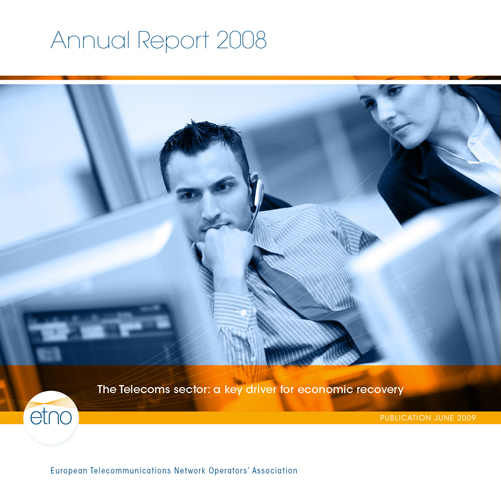 Annual Report 2008
The Telecoms sector: a key driver for economic recovery
etno
PUBLICATION JUNE 2009
European Telecommunications Network Operators' Association